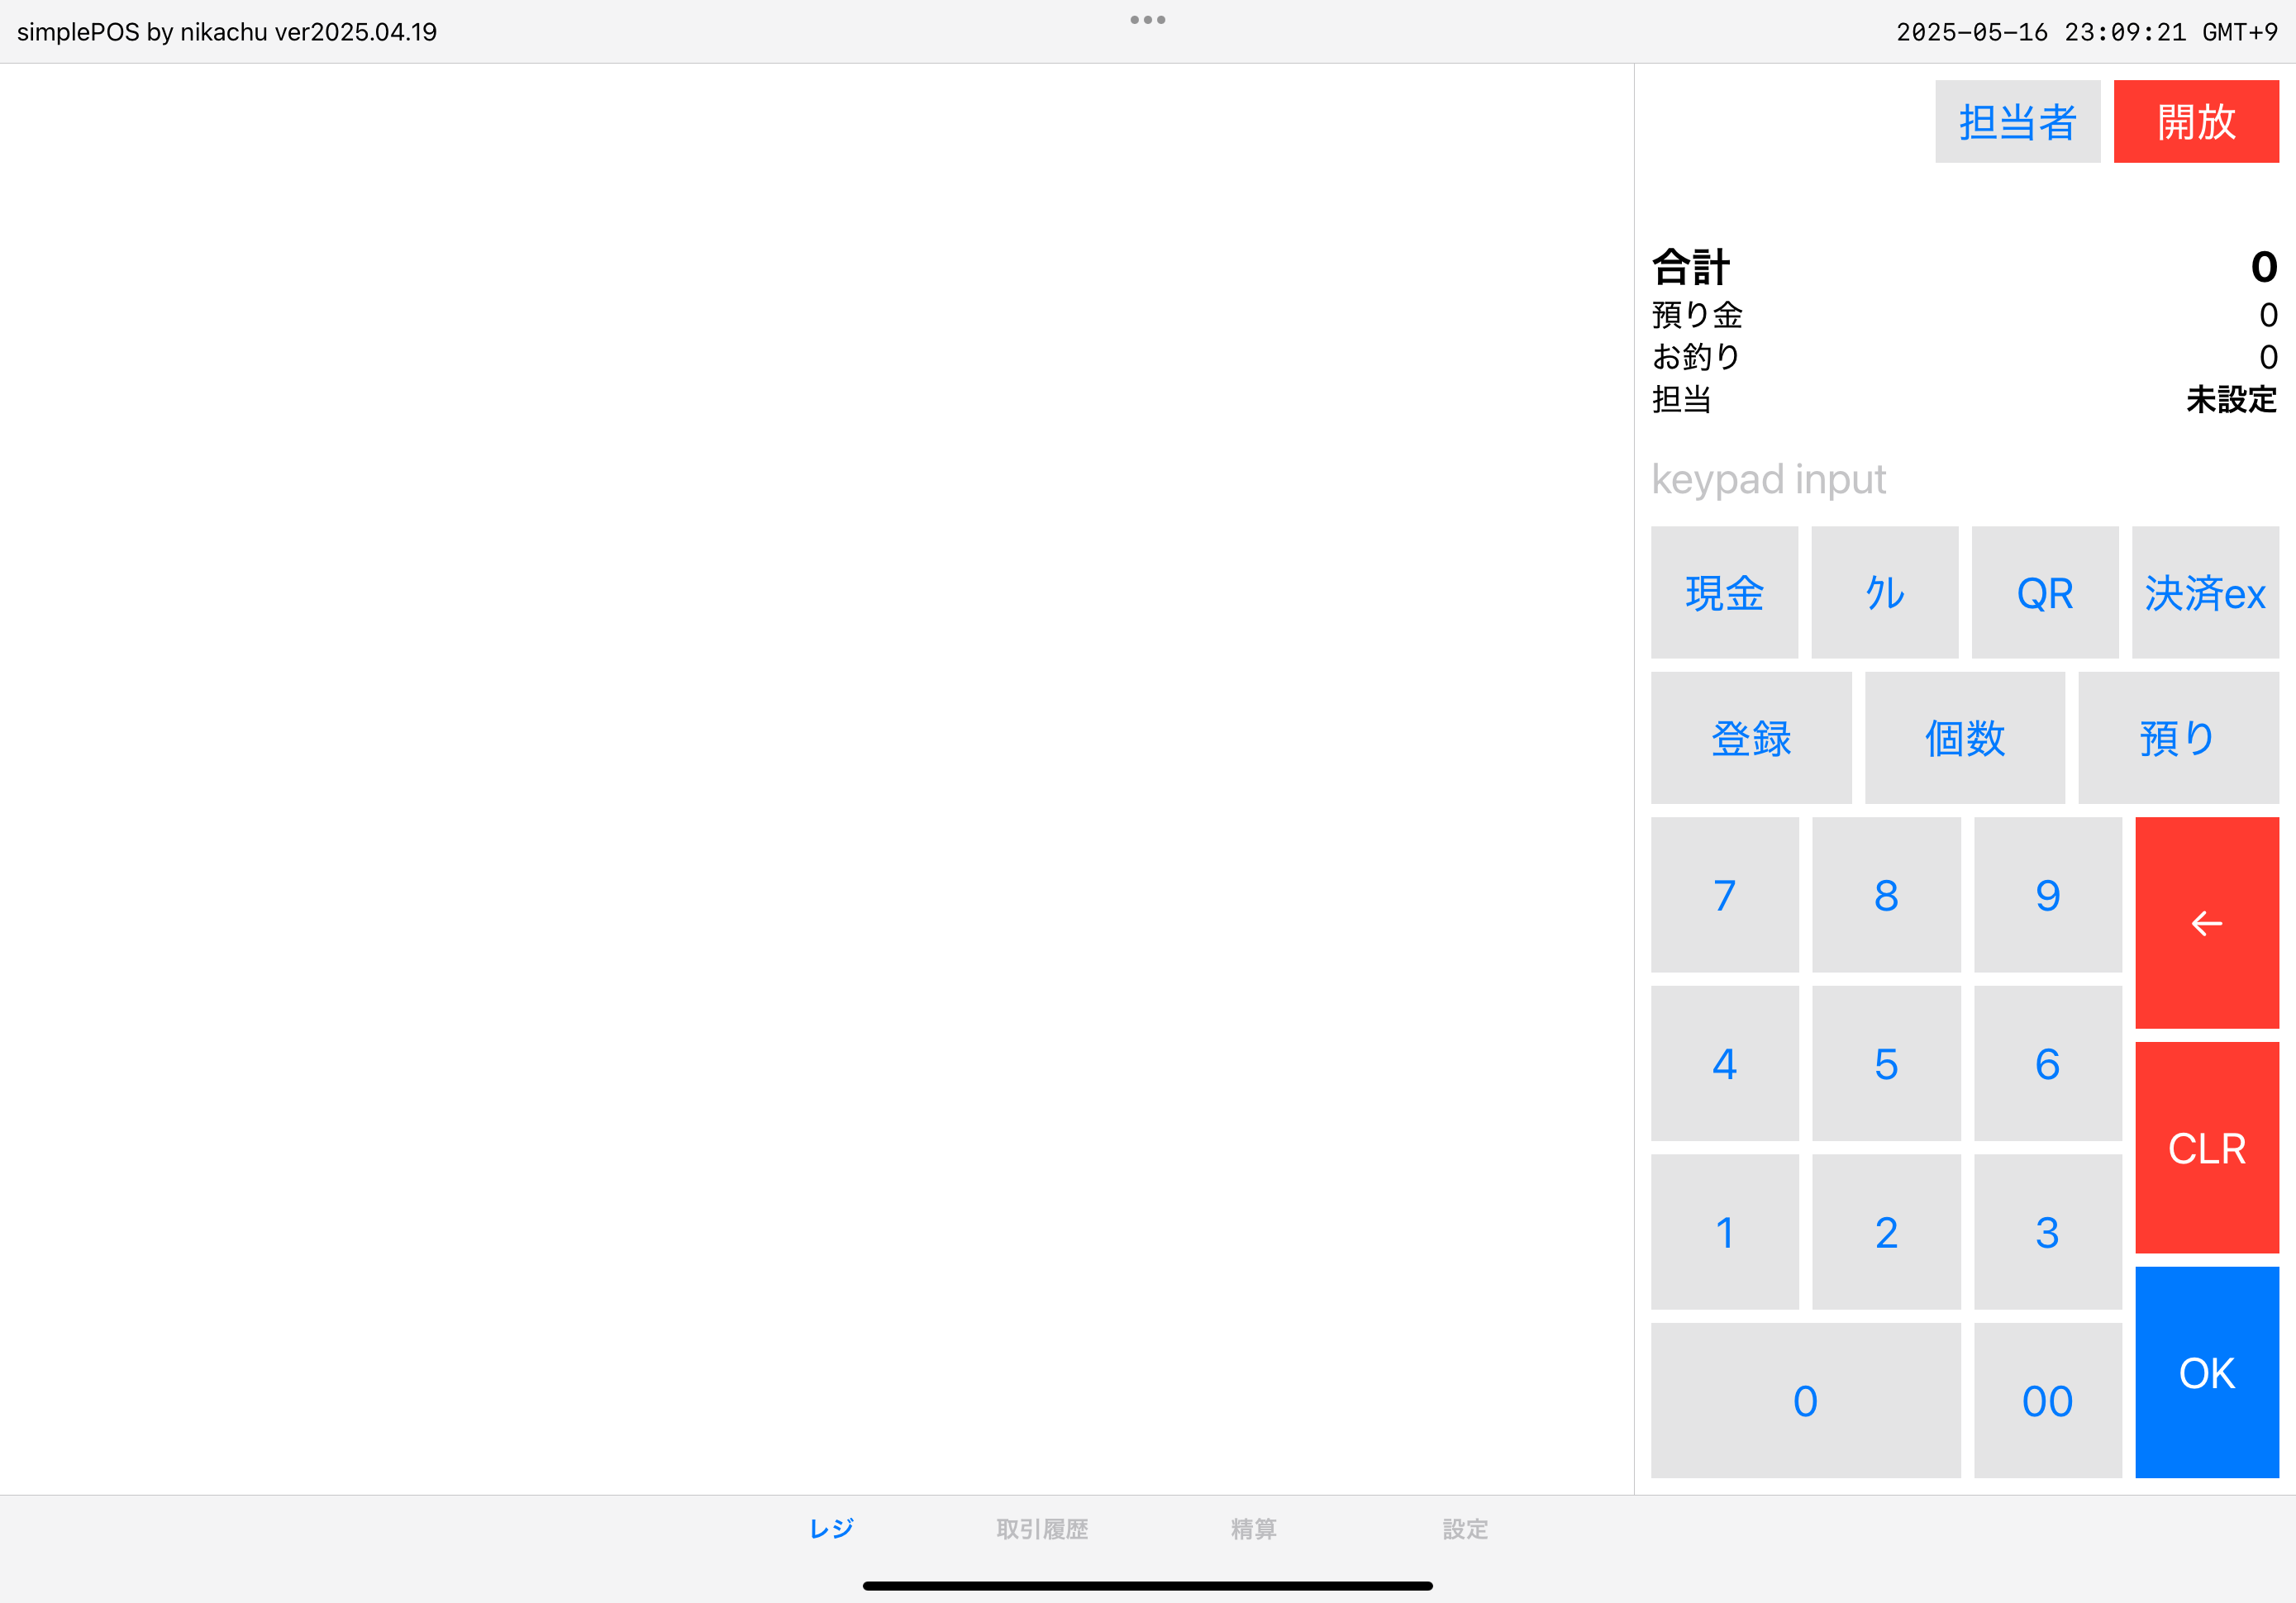 simplePOS by nikachu ver2025.04.19
2025-05-16 23:09:21 GMT+9
担当者 開放
合計 0
預り金 0
お釣り 0
担当 未設定
keypad input
現金 ｸﾚ QR 決済ex
登録 個数 預り
7 8 9 ←
4 5 6 CLR
1 2 3
0 00 OK
レジ 取引履歴 精算 設定